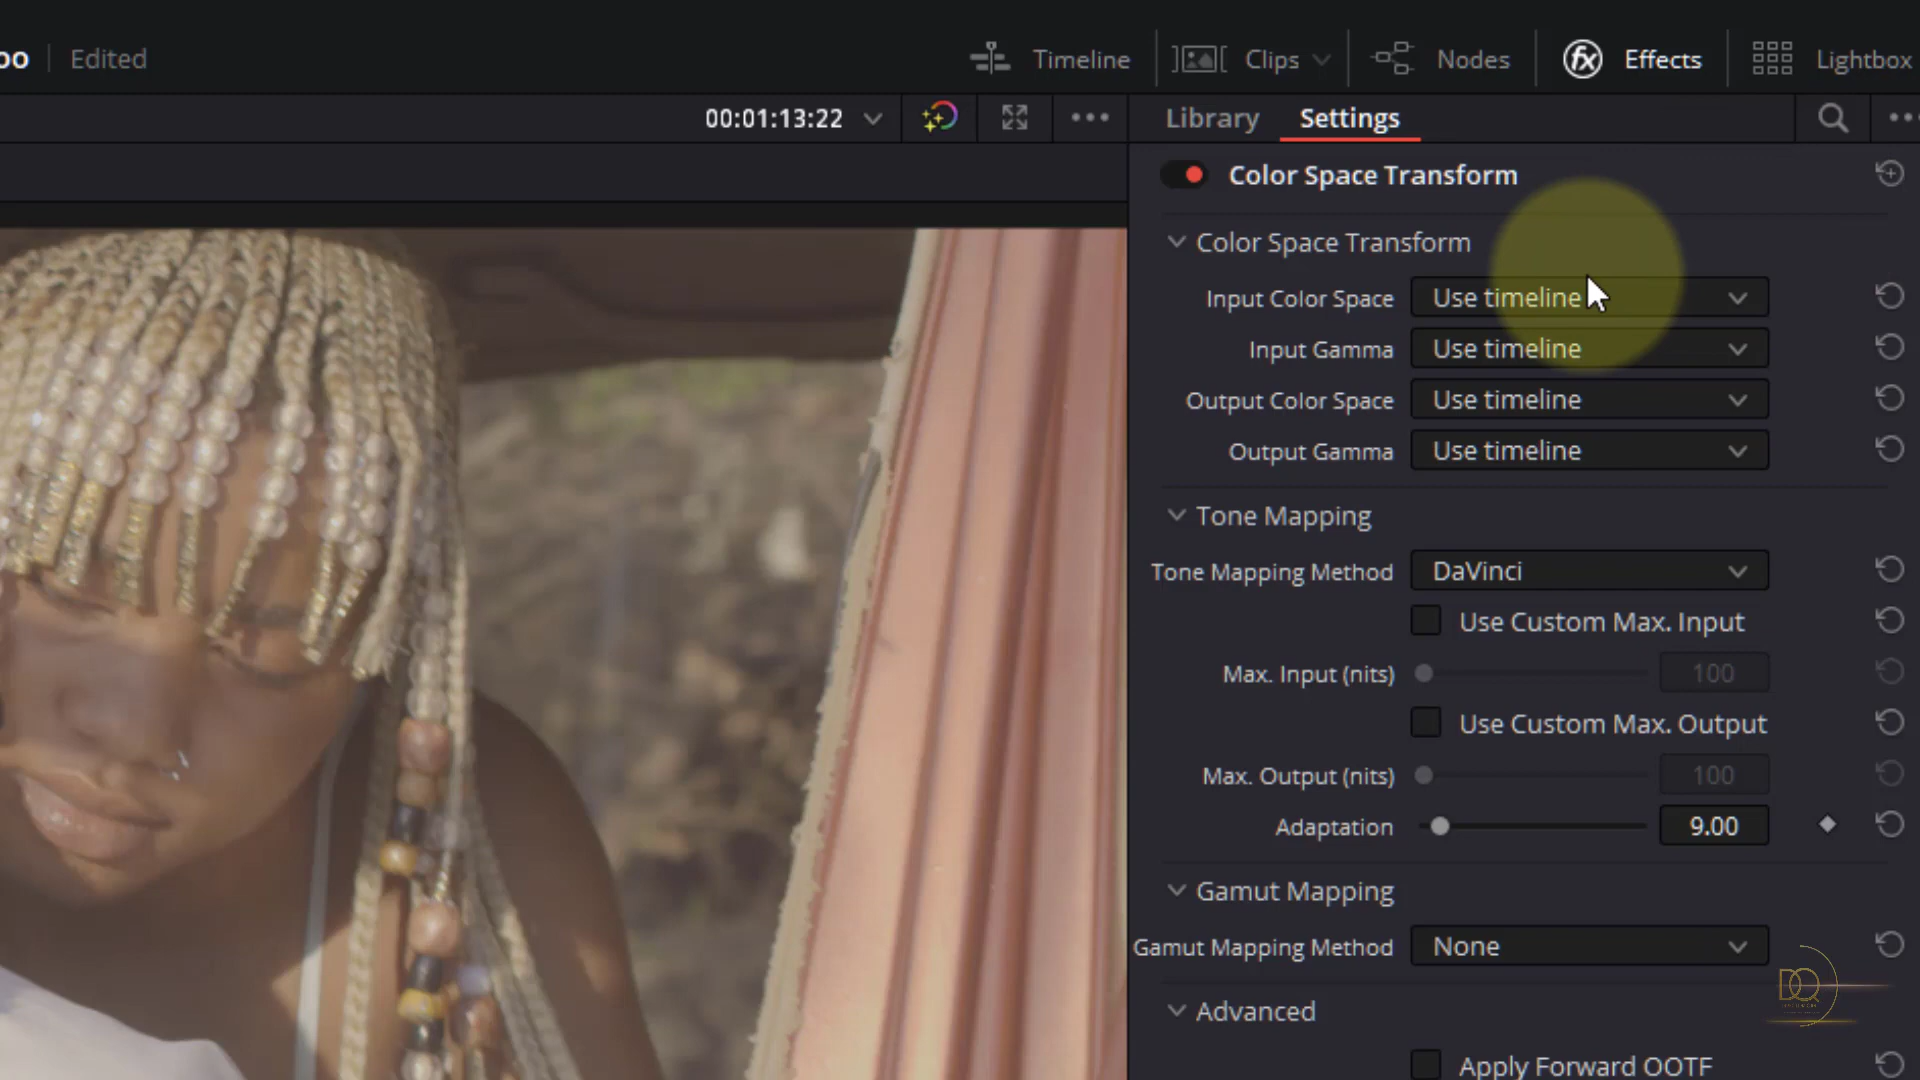 oo Edited Timeline Clips Nodes fx Effects Lightbox
00:01:13:22 Library Settings
Color Space Transform
Color Space Transform
Input Color Space Use timeline
Input Gamma Use timeline
Output Color Space Use timeline
Output Gamma Use timeline
Tone Mapping
Tone Mapping Method DaVinci
Use Custom Max. Input
Max. Input (nits) 100
Use Custom Max. Output
Max. Output (nits) 100
Adaptation 9.00
Gamut Mapping
Gamut Mapping Method None
DQ
Advanced
Apply Forward OOTF